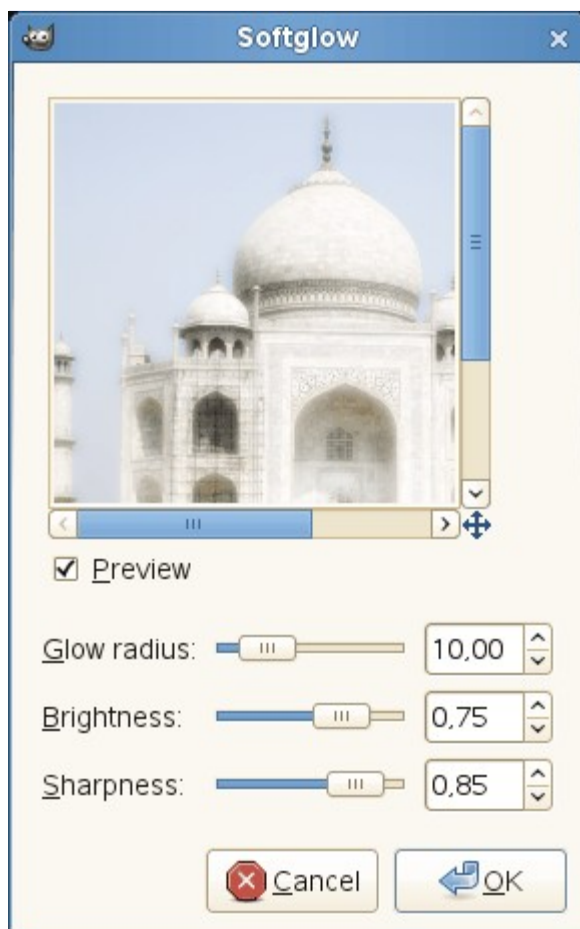 Softglow
Preview
Glow radius: 10,00
Brightness: 0,75
Sharpness: 0,85
Cancel OK